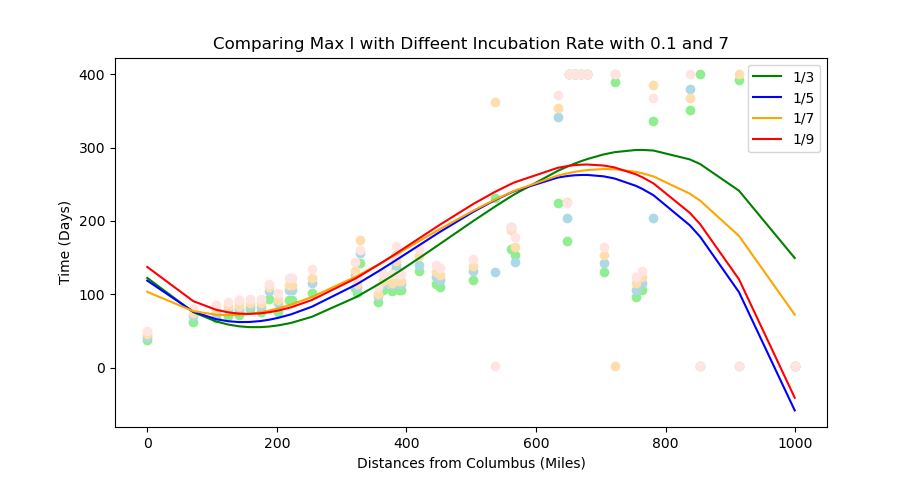 Comparing Max I with Diffeent Incubation Rate with 0.1 and 7
400
300
200
100
0
Time (Days)
1/3
1/5
1/7
1/9
0 200 400 600 800 1000
Distances from Columbus (Miles)